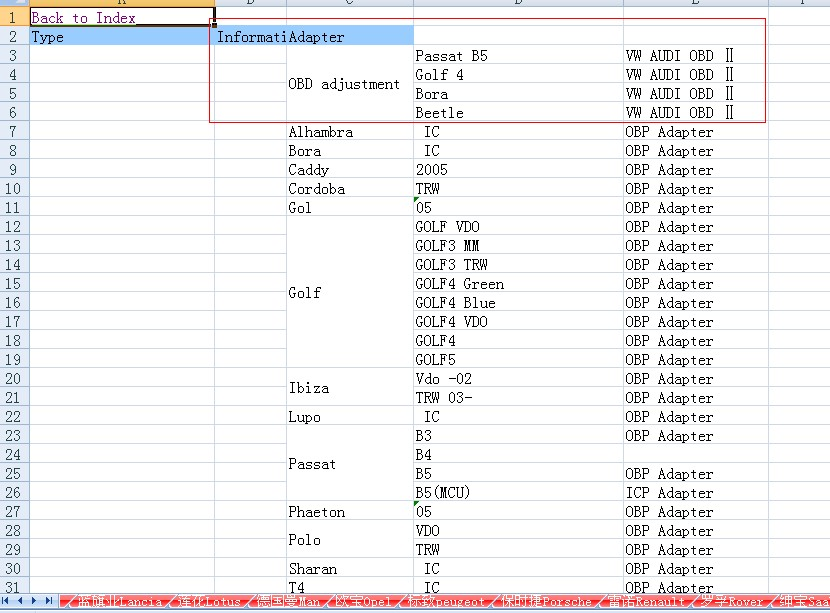 1 Back to Index
2 Type Informati Adapter
3 Passat B5 VW AUDI OBD Ⅱ
4 OBD adjustment Golf 4 VW AUDI OBD Ⅱ
5 Bora VW AUDI OBD Ⅱ
6 Beetle VW AUDI OBD Ⅱ
7 Alhambra IC OBP Adapter
8 Bora IC OBP Adapter
9 Caddy 2005 OBP Adapter
10 Cordoba TRW OBP Adapter
11 Gol 05 OBP Adapter
12 GOLF VDO OBP Adapter
13 GOLF3 MM OBP Adapter
14 GOLF3 TRW OBP Adapter
15 Golf GOLF4 Green OBP Adapter
16 GOLF4 Blue OBP Adapter
17 GOLF4 VDO OBP Adapter
18 GOLF4 OBP Adapter
19 GOLF5 OBP Adapter
20 Ibiza Vdo -02 OBP Adapter
21 TRW 03- OBP Adapter
22 Lupo IC OBP Adapter
23 B3 OBP Adapter
24 Passat B4
25 B5 OBP Adapter
26 B5(MCU) ICP Adapter
27 Phaeton 05 OBP Adapter
28 Polo VDO OBP Adapter
29 TRW OBP Adapter
30 Sharan IC OBP Adapter
31 T4 IC OBP Adapter
蓝旗亚Lancia 莲花Lotus 德国曼Man 欧宝Opel 标致peugeot 保时捷Porsche 雷诺Renault Rover 绅宝Saa